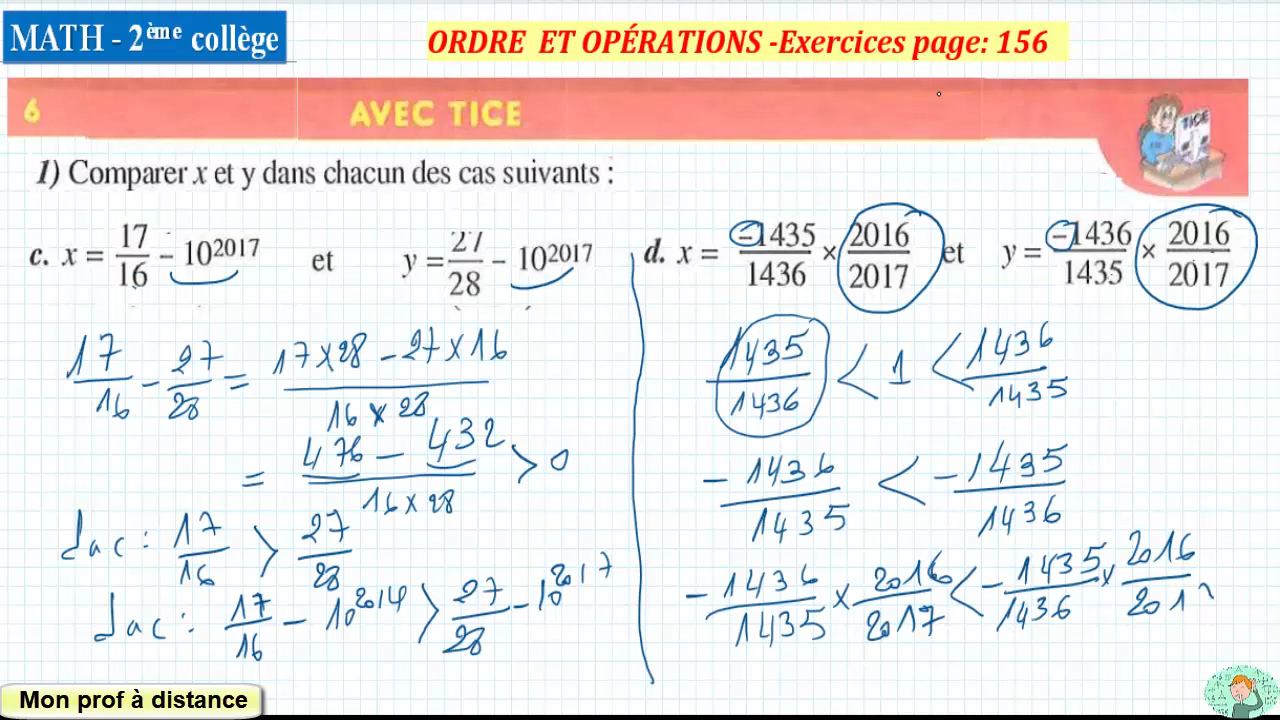 MATH - 2ème collège
ORDRE ET OPÉRATIONS -Exercices page: 156
6 AVEC TICE
TICE
1) Comparer x et y dans chacun des cas suivants :
c. x = 17/16 - 10^2017 et y = 27/28 - 10^2017
17/16 - 27/28 = (17 x 28 - 27 x 16)/(16 x 28)
= (476 - 432)/(16 x 28) > 0
dac : 17/16 > 27/28
dac : 17/16 - 10^2017 > 27/28 - 10^2017
d. x = -1435/1436 × 2016/2017 et y = -1436/1435 × 2016/2017
1435/1436 < 1 < 1436/1435
- 1436/1435 < - 1435/1436
- 1436/1435 x 2016/2017 < - 1435/1436 x 2016/2017
Mon prof à distance